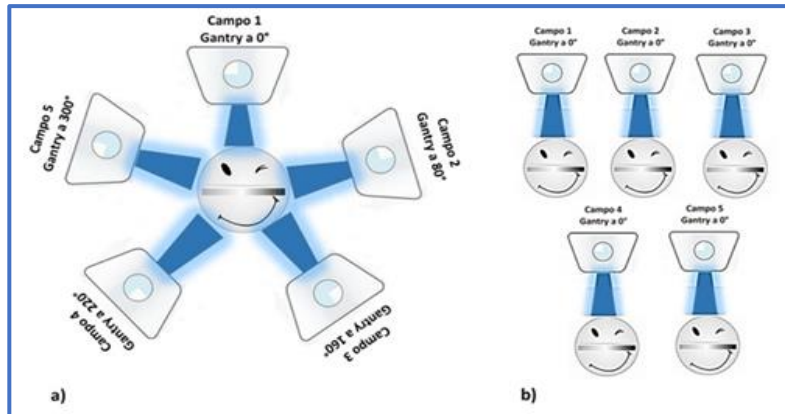 Campo 1
Gantry a 0°
Campo 2
Gantry a 80°
Campo 3
Gantry a 160°
Campo 4
Gantry a 220°
Campo 5
Gantry a 300°
a)
Campo 1
Gantry a 0°
Campo 2
Gantry a 0°
Campo 3
Gantry a 0°
Campo 4
Gantry a 0°
Campo 5
Gantry a 0°
b)